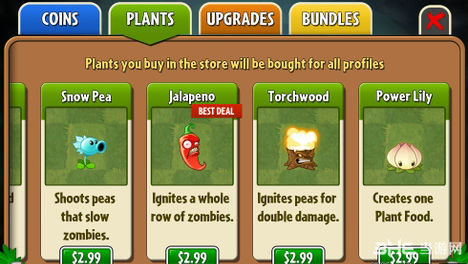 COINS
PLANTS
UPGRADES
BUNDLES
Plants you buy in the store will be bought for all profiles
d
Snow Pea
Shoots peas
that slow
zombies.
$2.99
Jalapeno
BEST DEAL
Ignites a whole
row of zombies.
$2.99
Torchwood
Ignites peas for
double damage.
$2.99
Power Lily
Creates one
Plant Food.
$2.99